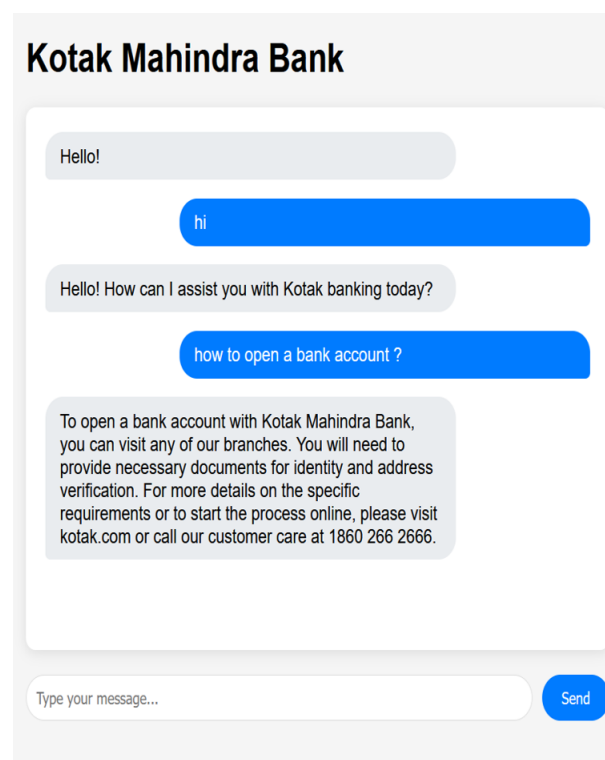 Kotak Mahindra Bank
Hello!
hi
Hello! How can I assist you with Kotak banking today?
how to open a bank account ?
To open a bank account with Kotak Mahindra Bank,
you can visit any of our branches. You will need to
provide necessary documents for identity and address
verification. For more details on the specific
requirements or to start the process online, please visit
kotak.com or call our customer care at 1860 266 2666.
Type your message...
Send